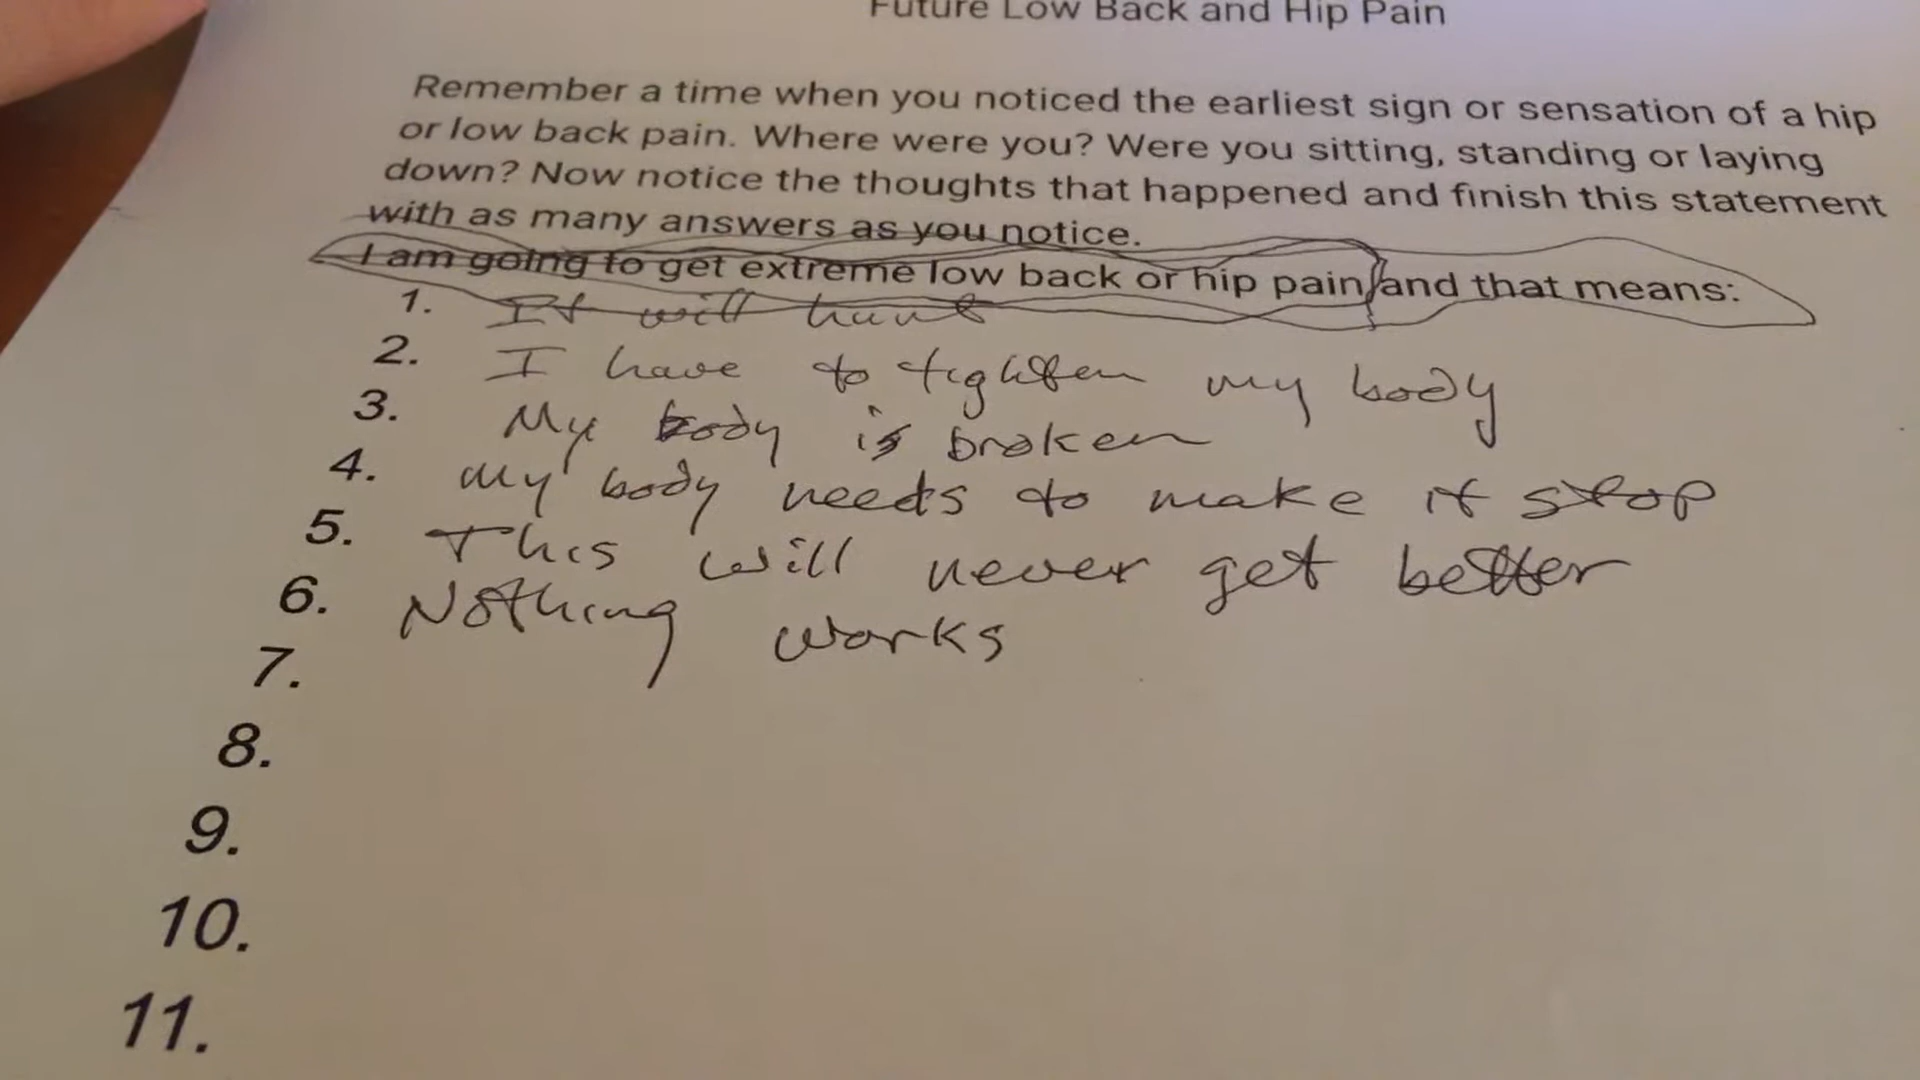 Future Low Back and Hip Pain
Remember a time when you noticed the earliest sign or sensation of a hip
or low back pain. Where were you? Were you sitting, standing or laying
down? Now notice the thoughts that happened and finish this statement
with as many answers as you notice.
I am going to get extreme low back or hip pain and that means:
1. It will hurt
2. I have to tighten my body
3. My body is broken
4. My body needs to make it stop
5. This will never get better
6. Nothing works
7.
8.
9.
10.
11.